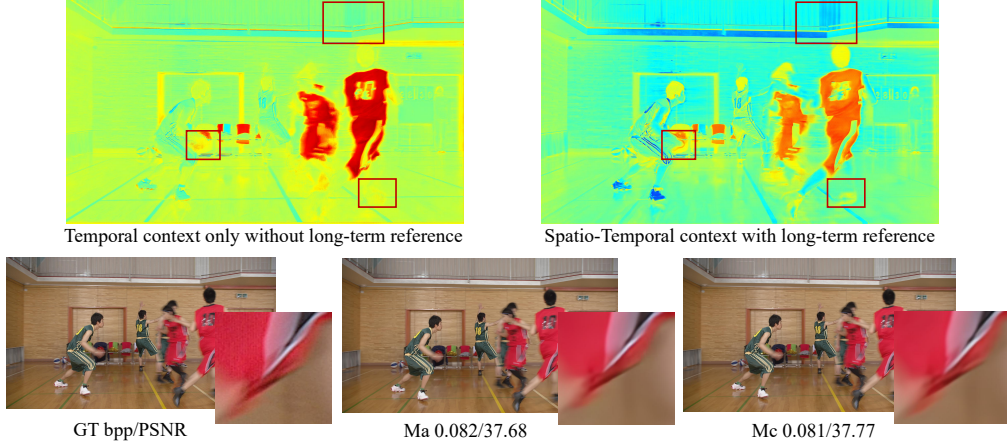 Temporal context only without long-term reference
Spatio-Temporal context with long-term reference
GT bpp/PSNR
Ma 0.082/37.68
Mc 0.081/37.77